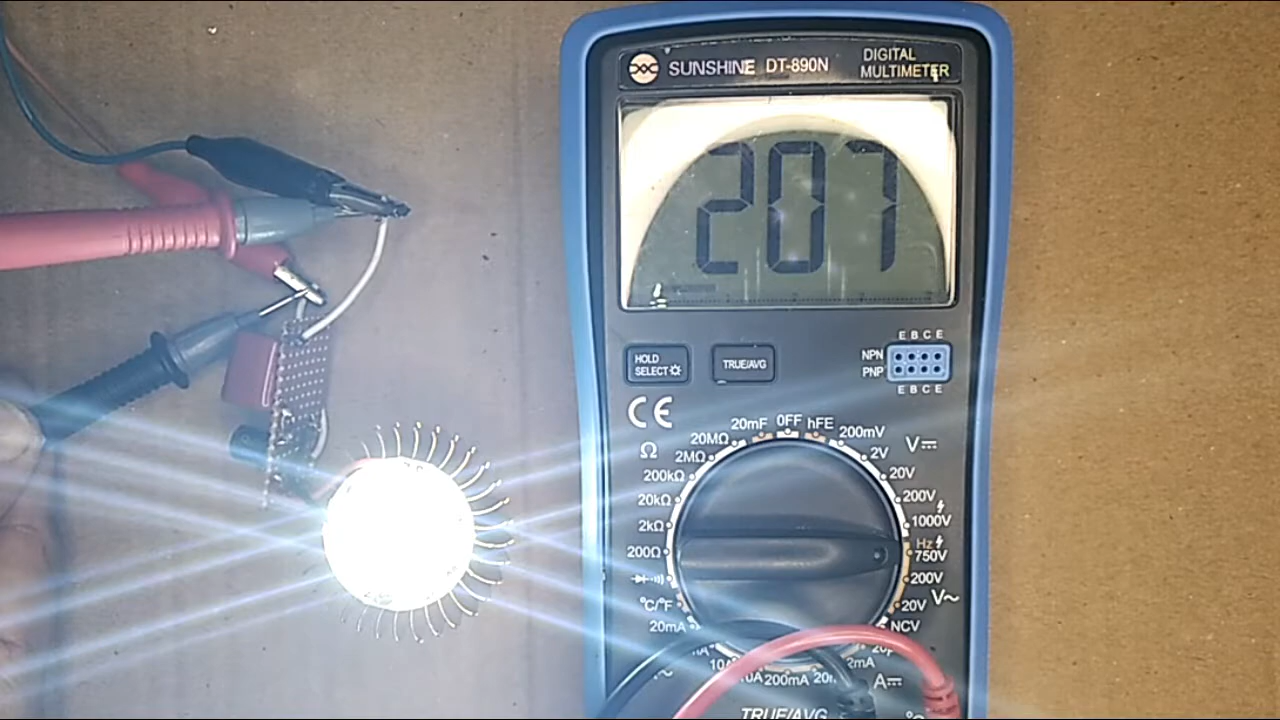 SUNSHINE DT-890N
DIGITAL
MULTIMETER
207
HOLD
SELECT
TRUE/AVG
E B C E
NPN
PNP
E B C E
CE
20mF
OFF
hFE
200mV
V
2V
20V
200V
1000V
Hz
750V
200V
V~
20V
NCV
Ω
20MΩ
2MΩ
200kΩ
20kΩ
2kΩ
200Ω
°C/°F
20mA
200mA
2mA
A
TRUE/AVG